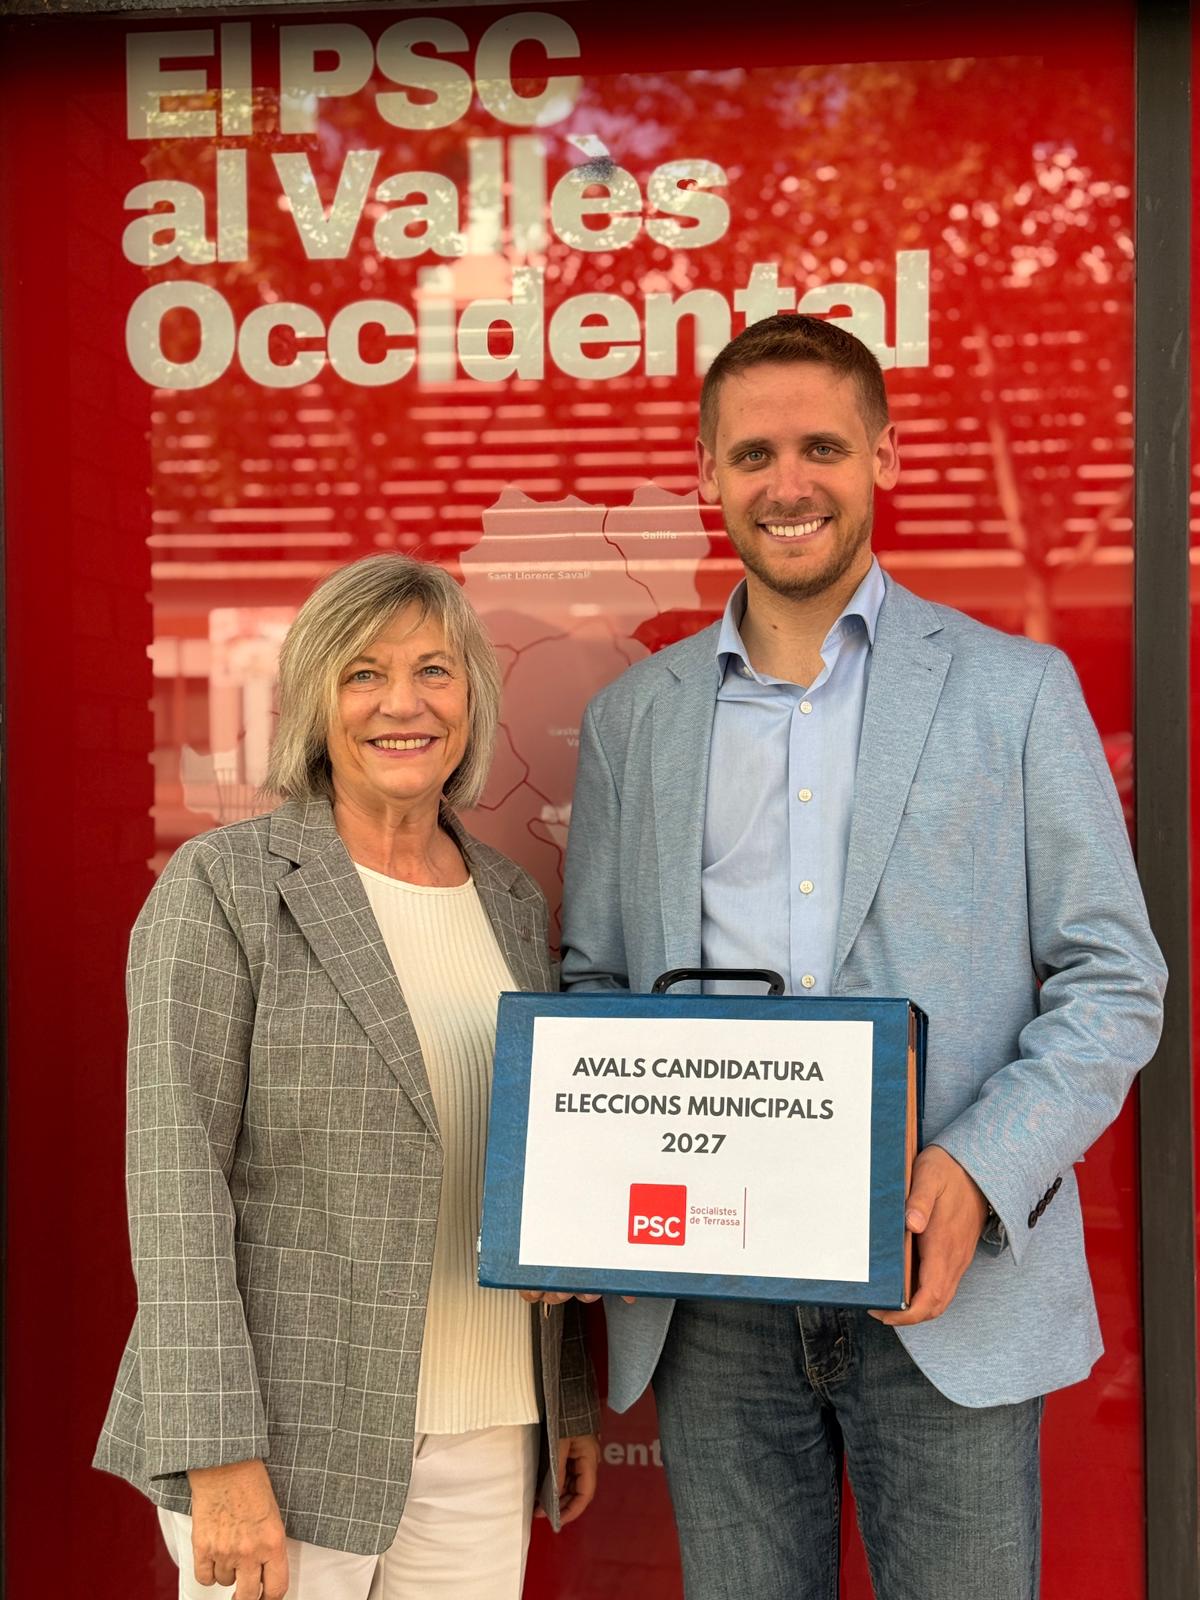 El PSC
al Vallès
Occidental
Gallifa
Sant Llorenç Savall
AVALS CANDIDATURA
ELECCIONS MUNICIPALS
2027
PSC
Socialistes
de Terrassa